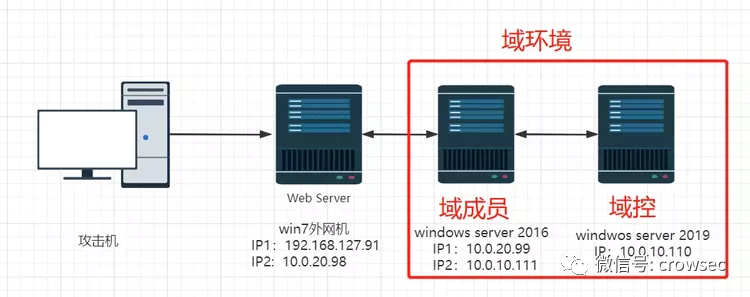 域环境
Web Server
攻击机
win7外网机
IP1: 192.168.127.91
IP2: 10.0.20.98
域成员
windows server 2016
IP1: 10.0.20.99
IP2: 10.0.10.111
域控
windwos server 2019
IP: 10.0.10.110
微信号: crowsec